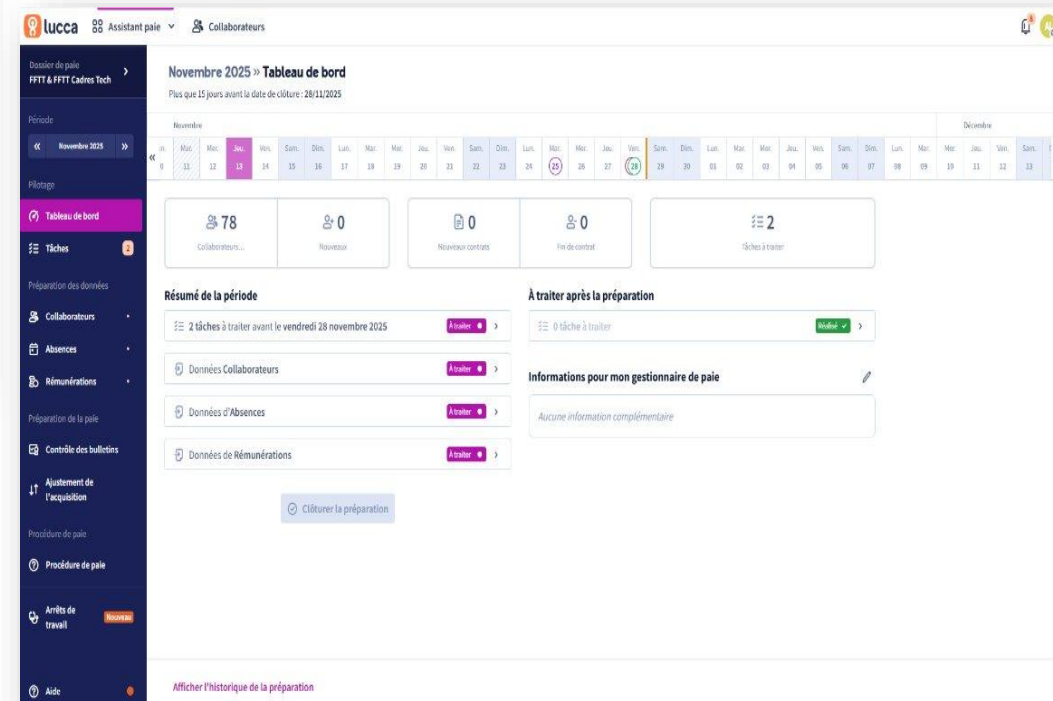 lucca
Assistant paie
Collaborateurs
Dossier de paie
FFTT & FFTT Cadres Tech
Période
Novembre 2025
Pilotage
Tableau de bord
Tâches 2
Préparation des données
Collaborateurs
Absences
Rémunérations
Préparation de la paie
Contrôle des bulletins
Ajustement de
l'acquisition
Procédure de paie
Procédure de paie
Arrêts de
travail
Nouveau
Aide
Novembre 2025 » Tableau de bord
Plus que 15 jours avant la date de clôture : 28/11/2025
Novembre Décembre
Mar. Mer. Jeu. Ven. Sam. Dim. Lun. Mar. Mer. Jeu. Ven. Sam. Dim. Lun. Mar. Mer. Jeu. Ven. Sam. Dim. Lun. Mar. Mer. Jeu. Ven. Sam. Dim. Lun. Mar. Mer. Jeu. Ven. Sam.
11 12 13 14 15 16 17 18 19 20 21 22 23 24 25 26 27 28 29 30 01 02 03 04 05 06 07 08 09 10 11 12 13
78 0 0 0 2
Collaborateurs... Nouveaux Nouveaux contrats Fin de contrat Tâches à traiter
Résumé de la période
2 tâches à traiter avant le vendredi 28 novembre 2025 À traiter
Données Collaborateurs À traiter
Données d'Absences À traiter
Données de Rémunérations À traiter
Clôturer la préparation
À traiter après la préparation
0 tâche à traiter Réalisé
Informations pour mon gestionnaire de paie
Aucune information complémentaire
Afficher l'historique de la préparation